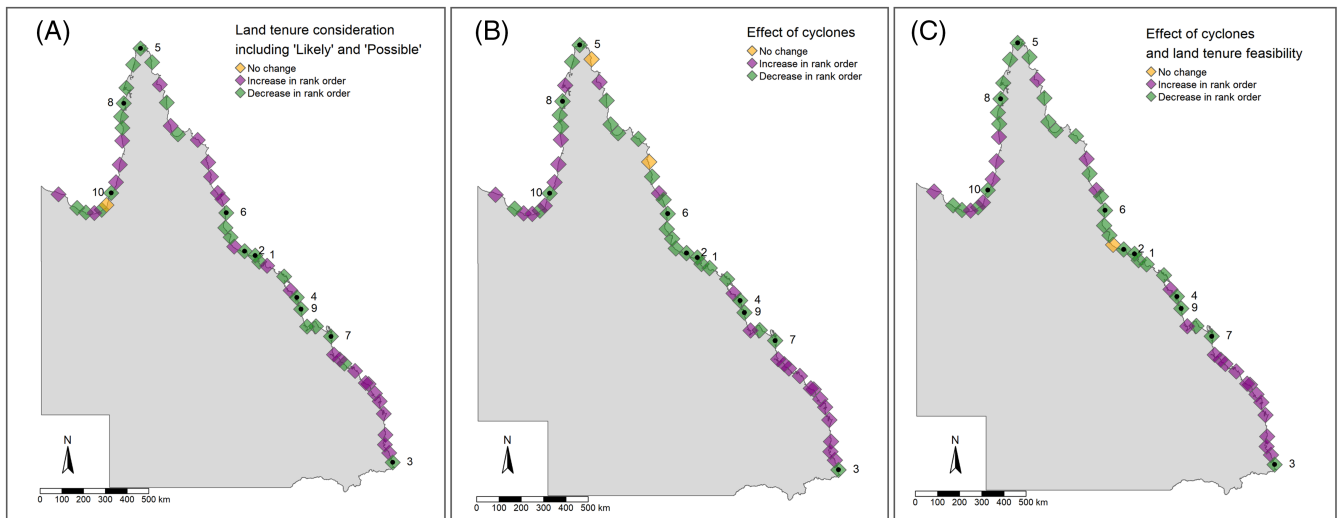 (A)
Land tenure consideration
including 'Likely' and 'Possible'
No change
Increase in rank order
Decrease in rank order
5
8
10
6
2
1
4
9
7
3
N
0 100 200 300 400 500 km
(B)
Effect of cyclones
No change
Increase in rank order
Decrease in rank order
5
8
10
6
2
1
4
9
7
3
N
0 100 200 300 400 500 km
(C)
Effect of cyclones
and land tenure feasibility
No change
Increase in rank order
Decrease in rank order
5
8
10
6
2
1
4
9
7
3
N
0 100 200 300 400 500 km